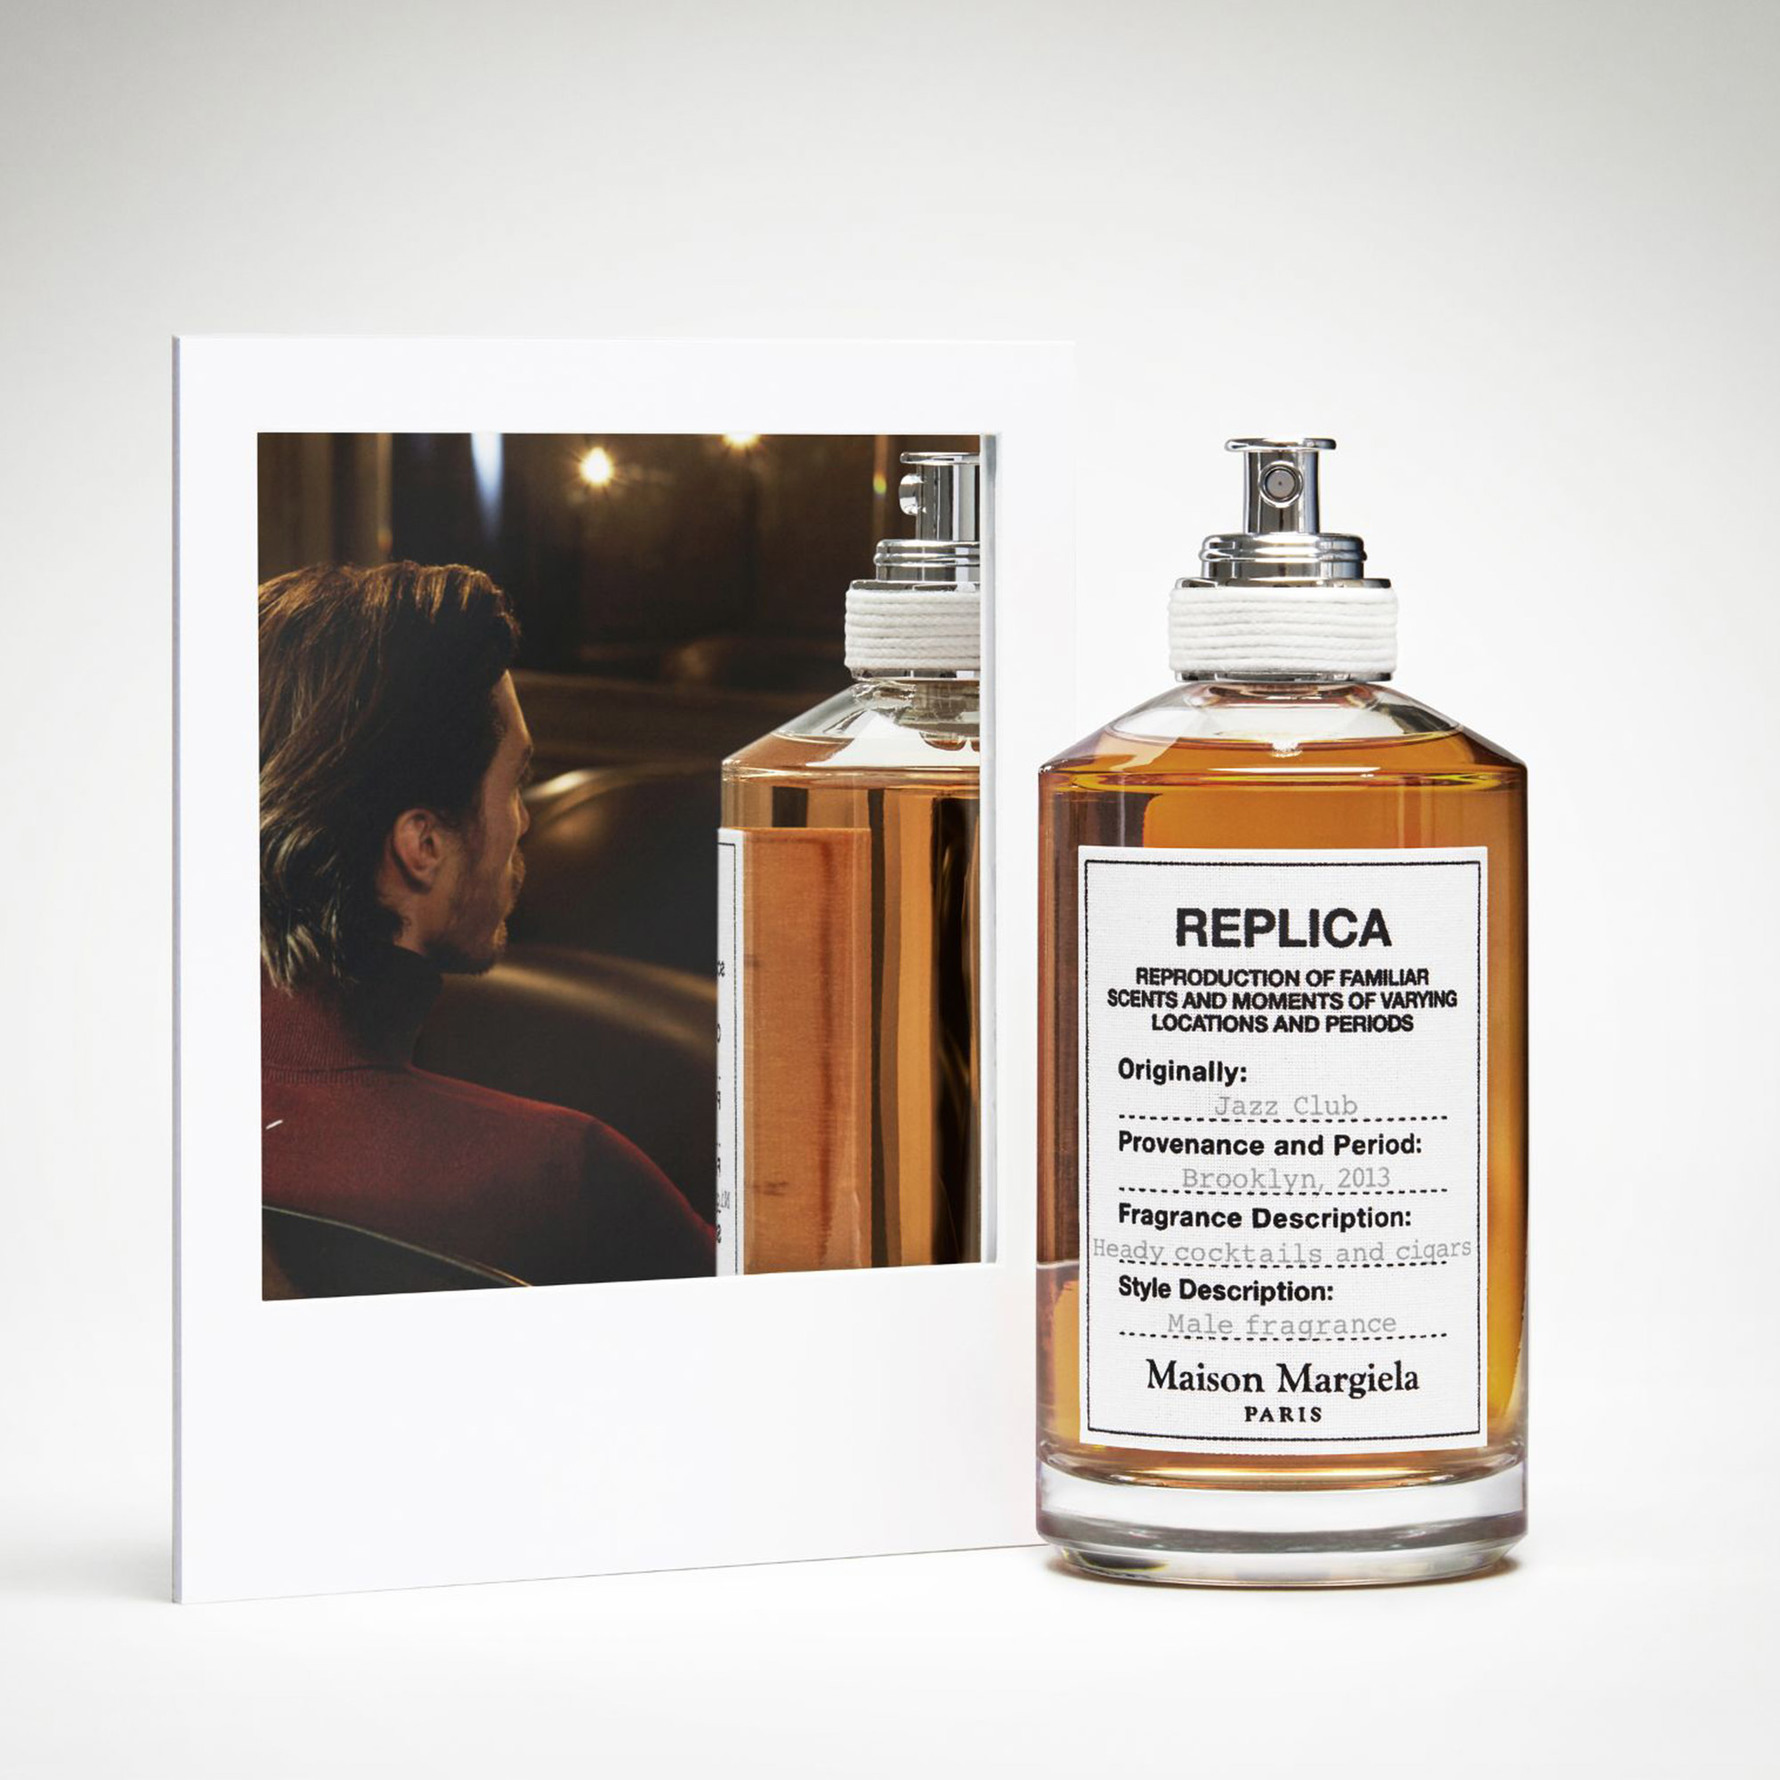 REPLICA
REPRODUCTION OF FAMILIAR
SCENTS AND MOMENTS OF VARYING
LOCATIONS AND PERIODS
Originally:
Jazz Club
Provenance and Period:
Brooklyn, 2013
Fragrance Description:
Heady cocktails and cigars
Style Description:
Male fragrance
Maison Margiela
PARIS